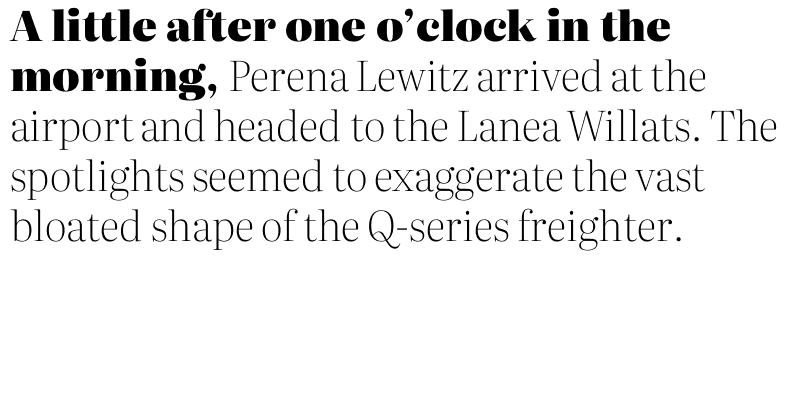 A little after one o’clock in the
morning, Perena Lewitz arrived at the
airport and headed to the Lanea Willats. The
spotlights seemed to exaggerate the vast
bloated shape of the Q-series freighter.